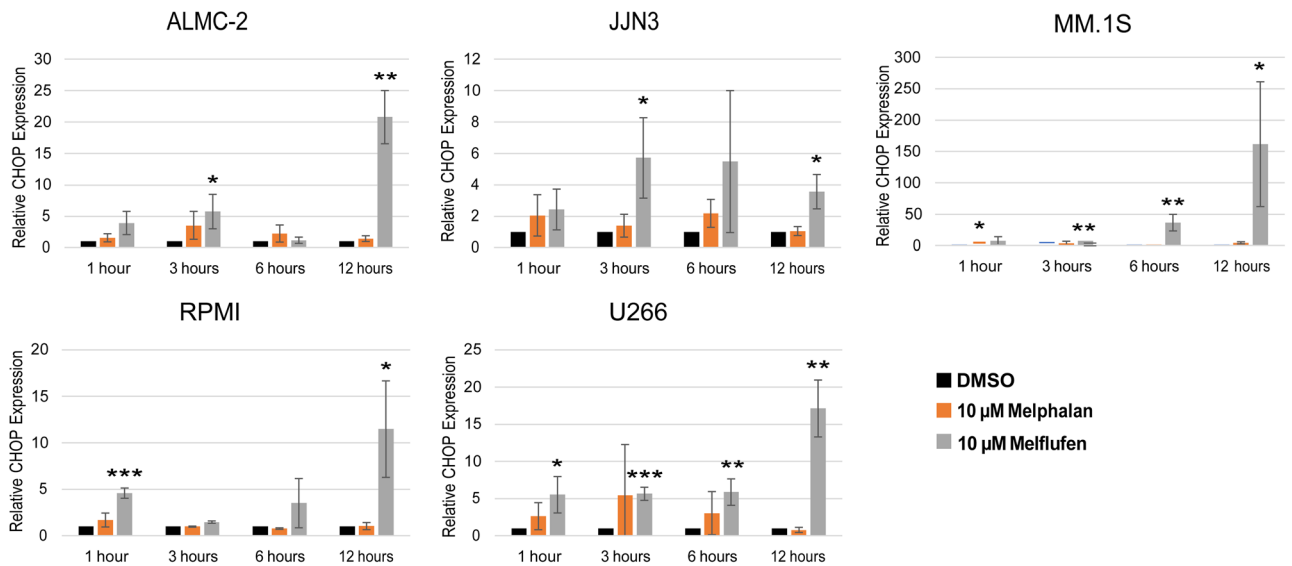 ALMC-2
Relative CHOP Expression
30
25
20
15
10
5
0
*
**
1 hour 3 hours 6 hours 12 hours
JJN3
Relative CHOP Expression
12
10
8
6
4
2
0
*
*
1 hour 3 hours 6 hours 12 hours
MM.1S
Relative CHOP Expression
300
250
200
150
100
50
0
*
**
**
*
1 hour 3 hours 6 hours 12 hours
RPMI
Relative CHOP Expression
20
15
10
5
0
***
*
1 hour 3 hours 6 hours 12 hours
U266
Relative CHOP Expression
25
20
15
10
5
0
*
***
**
**
1 hour 3 hours 6 hours 12 hours
DMSO
10 µM Melphalan
10 µM Melflufen